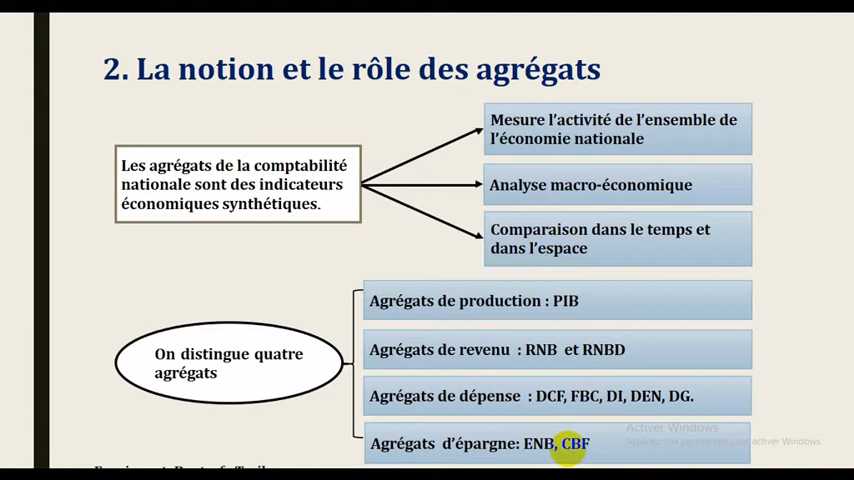 2. La notion et le rôle des agrégats
Les agrégats de la comptabilité
nationale sont des indicateurs
économiques synthétiques.
Mesure l'activité de l'ensemble de
l'économie nationale
Analyse macro-économique
Comparaison dans le temps et
dans l'espace
On distingue quatre
agrégats
Agrégats de production : PIB
Agrégats de revenu : RNB et RNBD
Agrégats de dépense : DCF, FBC, DI, DEN, DG.
Agrégats d'épargne: ENB, CBF
Activer Windows